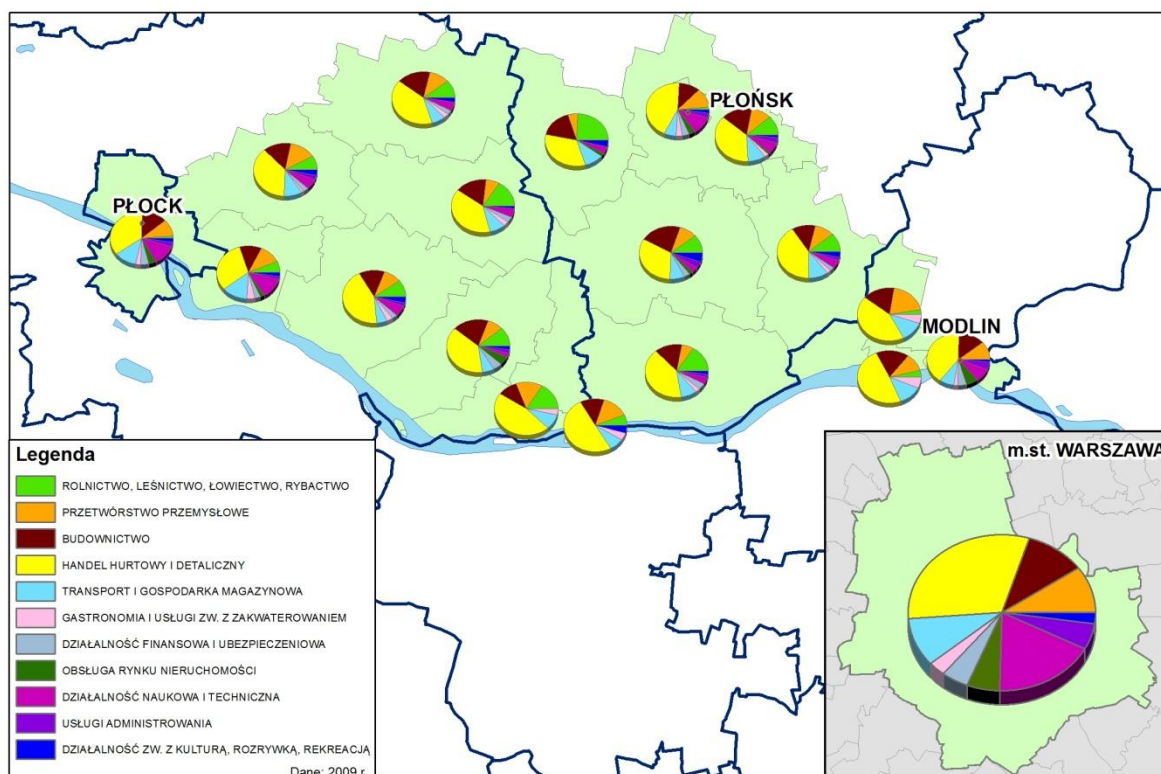 PŁOŃSK
PŁOCK
MODLIN
Legenda
ROLNICTWO, LEŚNICTWO, ŁOWIECTWO, RYBACTWO
PRZETWÓRSTWO PRZEMYSŁOWE
BUDOWNICTWO
HANDEL HURTOWY I DETALICZNY
TRANSPORT I GOSPODARKA MAGAZYNOWA
GASTRONOMIA I USŁUGI ZW. Z ZAKWATEROWANIEM
DZIAŁALNOŚĆ FINANSOWA I UBEZPIECZENIOWA
OBSŁUGA RYNKU NIERUCHOMOŚCI
DZIAŁALNOŚĆ NAUKOWA I TECHNICZNA
USŁUGI ADMINISTROWANIA
DZIAŁALNOŚĆ ZW. Z KULTURĄ, ROZRYWKĄ, REKREACJĄ
Dane: 2009 r.
m.st. WARSZAWA